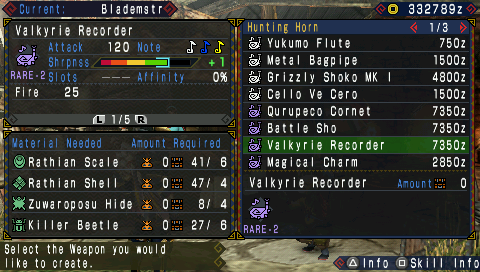 Current: Blademstr
332789z
Valkyrie Recorder
Attack 120 Note
Shrpnss +1
RARE-2 Slots --- Affinity 0%
Fire 25
L 1/5 R
Material Needed Amount Required
Rathian Scale 0 41/ 6
Rathian Shell 0 47/ 4
Zuwaroposu Hide 0 8/ 4
Killer Beetle 0 27/ 6
Select the Weapon you would
like to create.
Hunting Horn 1/3
Yukumo Flute 750z
Metal Bagpipe 1500z
Grizzly Shoko MK I 4800z
Cello Ve Cero 1500z
Qurupeco Cornet 7350z
Battle Sho 7350z
Valkyrie Recorder 7350z
Magical Charm 2850z
Valkyrie Recorder Amount 0
RARE-2
Info Skill Info